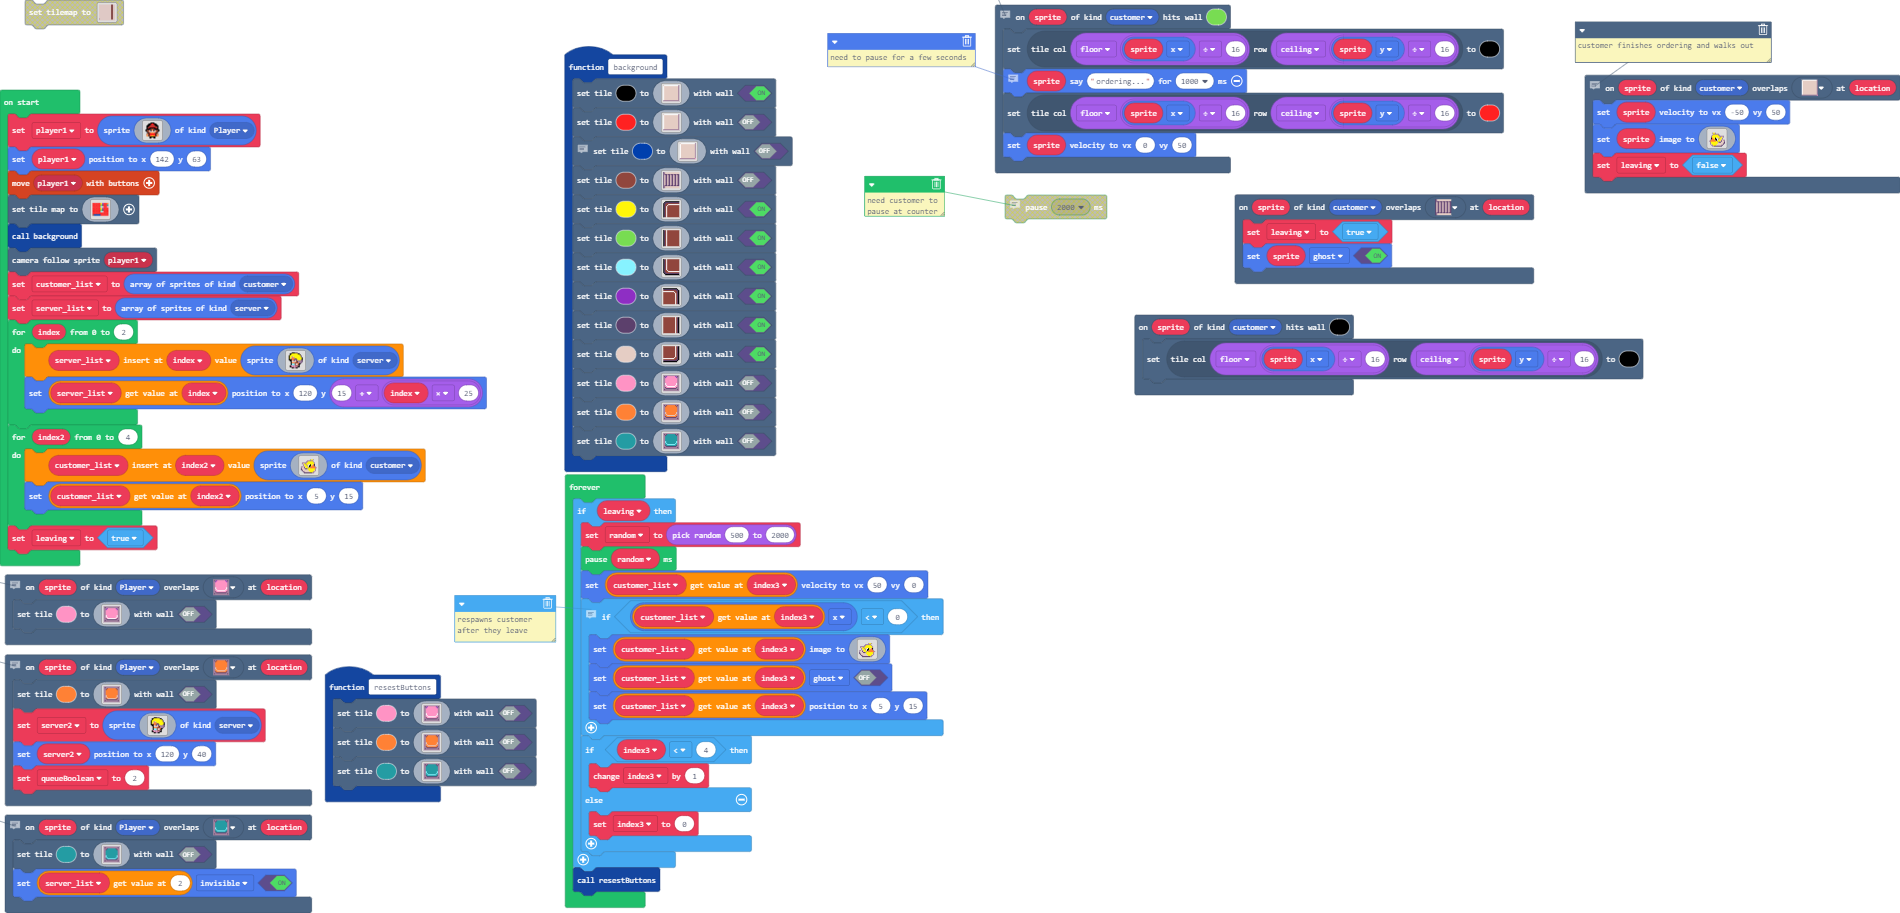 set tilemap to
on start
set player1 to sprite of kind Player
set player1 position to x 142 y 63
move player1 with buttons
set tile map to
call background
camera follow sprite player1
set customer_list to array of sprites of kind customer
set server_list to array of sprites of kind server
for index from 0 to 2
do
server_list insert at index value sprite of kind server
set server_list get value at index position to x 120 y 15 + index × 25
for index2 from 0 to 4
do
customer_list insert at index2 value sprite of kind customer
set customer_list get value at index2 position to x 5 y 15
set leaving to true
on sprite of kind Player overlaps at location
set tile to with wall OFF
on sprite of kind Player overlaps at location
set tile to with wall OFF
set server2 to sprite of kind server
set server2 position to x 120 y 40
set queueBoolean to 2
on sprite of kind Player overlaps at location
set tile to with wall OFF
set server_list get value at 2 invisible ON
function resestButtons
set tile to with wall OFF
set tile to with wall OFF
set tile to with wall OFF
respawns customer
after they leave
function background
set tile to with wall ON
set tile to with wall OFF
set tile to with wall OFF
set tile to with wall OFF
set tile to with wall ON
set tile to with wall ON
set tile to with wall ON
set tile to with wall ON
set tile to with wall ON
set tile to with wall ON
set tile to with wall OFF
set tile to with wall OFF
set tile to with wall OFF
forever
if leaving then
set random to pick random 500 to 2000
pause random ms
set customer_list get value at index3 velocity to vx 50 vy 0
if customer_list get value at index3 x < 0 then
set customer_list get value at index3 image to
set customer_list get value at index3 ghost OFF
set customer_list get value at index3 position to x 5 y 15
if index3 < 4 then
change index3 by 1
else
set index3 to 0
call resestButtons
need to pause for a few seconds
on sprite of kind customer hits wall
set tile col floor sprite x ÷ 16 row ceiling sprite y ÷ 16 to
sprite say "ordering..." for 1000 ms
set tile col floor sprite x ÷ 16 row ceiling sprite y ÷ 16 to
set sprite velocity to vx 0 vy 50
need customer to
pause at counter
pause 2000 ms
customer finishes ordering and walks out
on sprite of kind customer overlaps at location
set sprite velocity to vx -50 vy 50
set sprite image to
set leaving to false
on sprite of kind customer overlaps at location
set leaving to true
set sprite ghost ON
on sprite of kind customer hits wall
set tile col floor sprite x ÷ 16 row ceiling sprite y ÷ 16 to